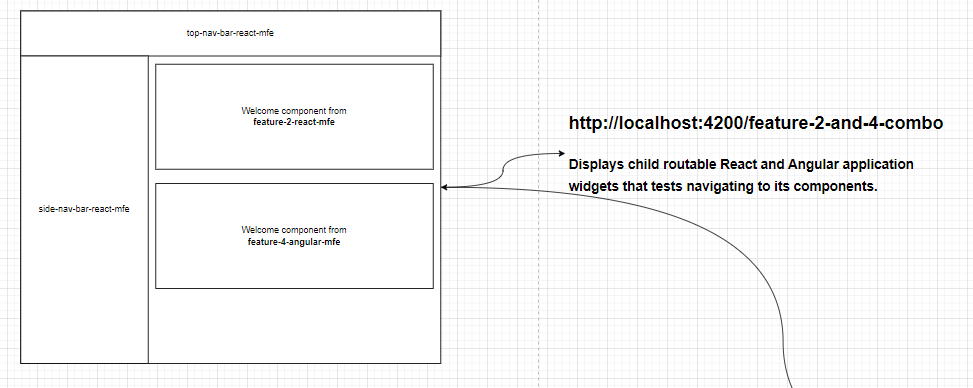 top-nav-bar-react-mfe
Welcome component from
feature-2-react-mfe
http://localhost:4200/feature-2-and-4-combo
Displays child routable React and Angular application
widgets that tests navigating to its components.
side-nav-bar-react-mfe
Welcome component from
feature-4-angular-mfe